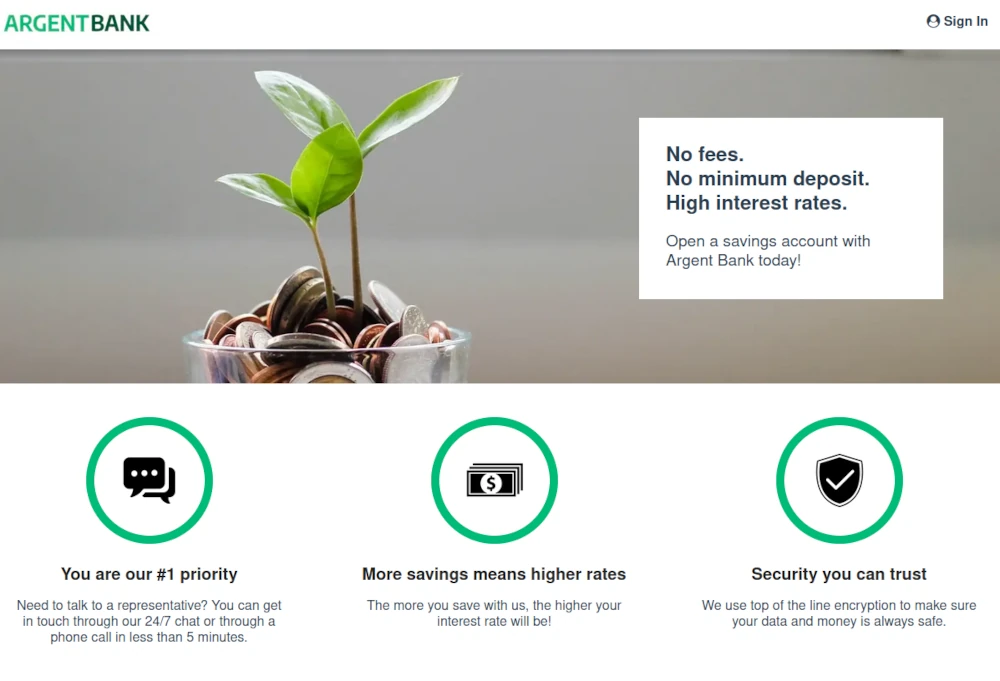 ARGENTBANK
Sign In
No fees.
No minimum deposit.
High interest rates.
Open a savings account with
Argent Bank today!
You are our #1 priority
Need to talk to a representative? You can get
in touch through our 24/7 chat or through a
phone call in less than 5 minutes.
More savings means higher rates
The more you save with us, the higher your
interest rate will be!
Security you can trust
We use top of the line encryption to make sure
your data and money is always safe.